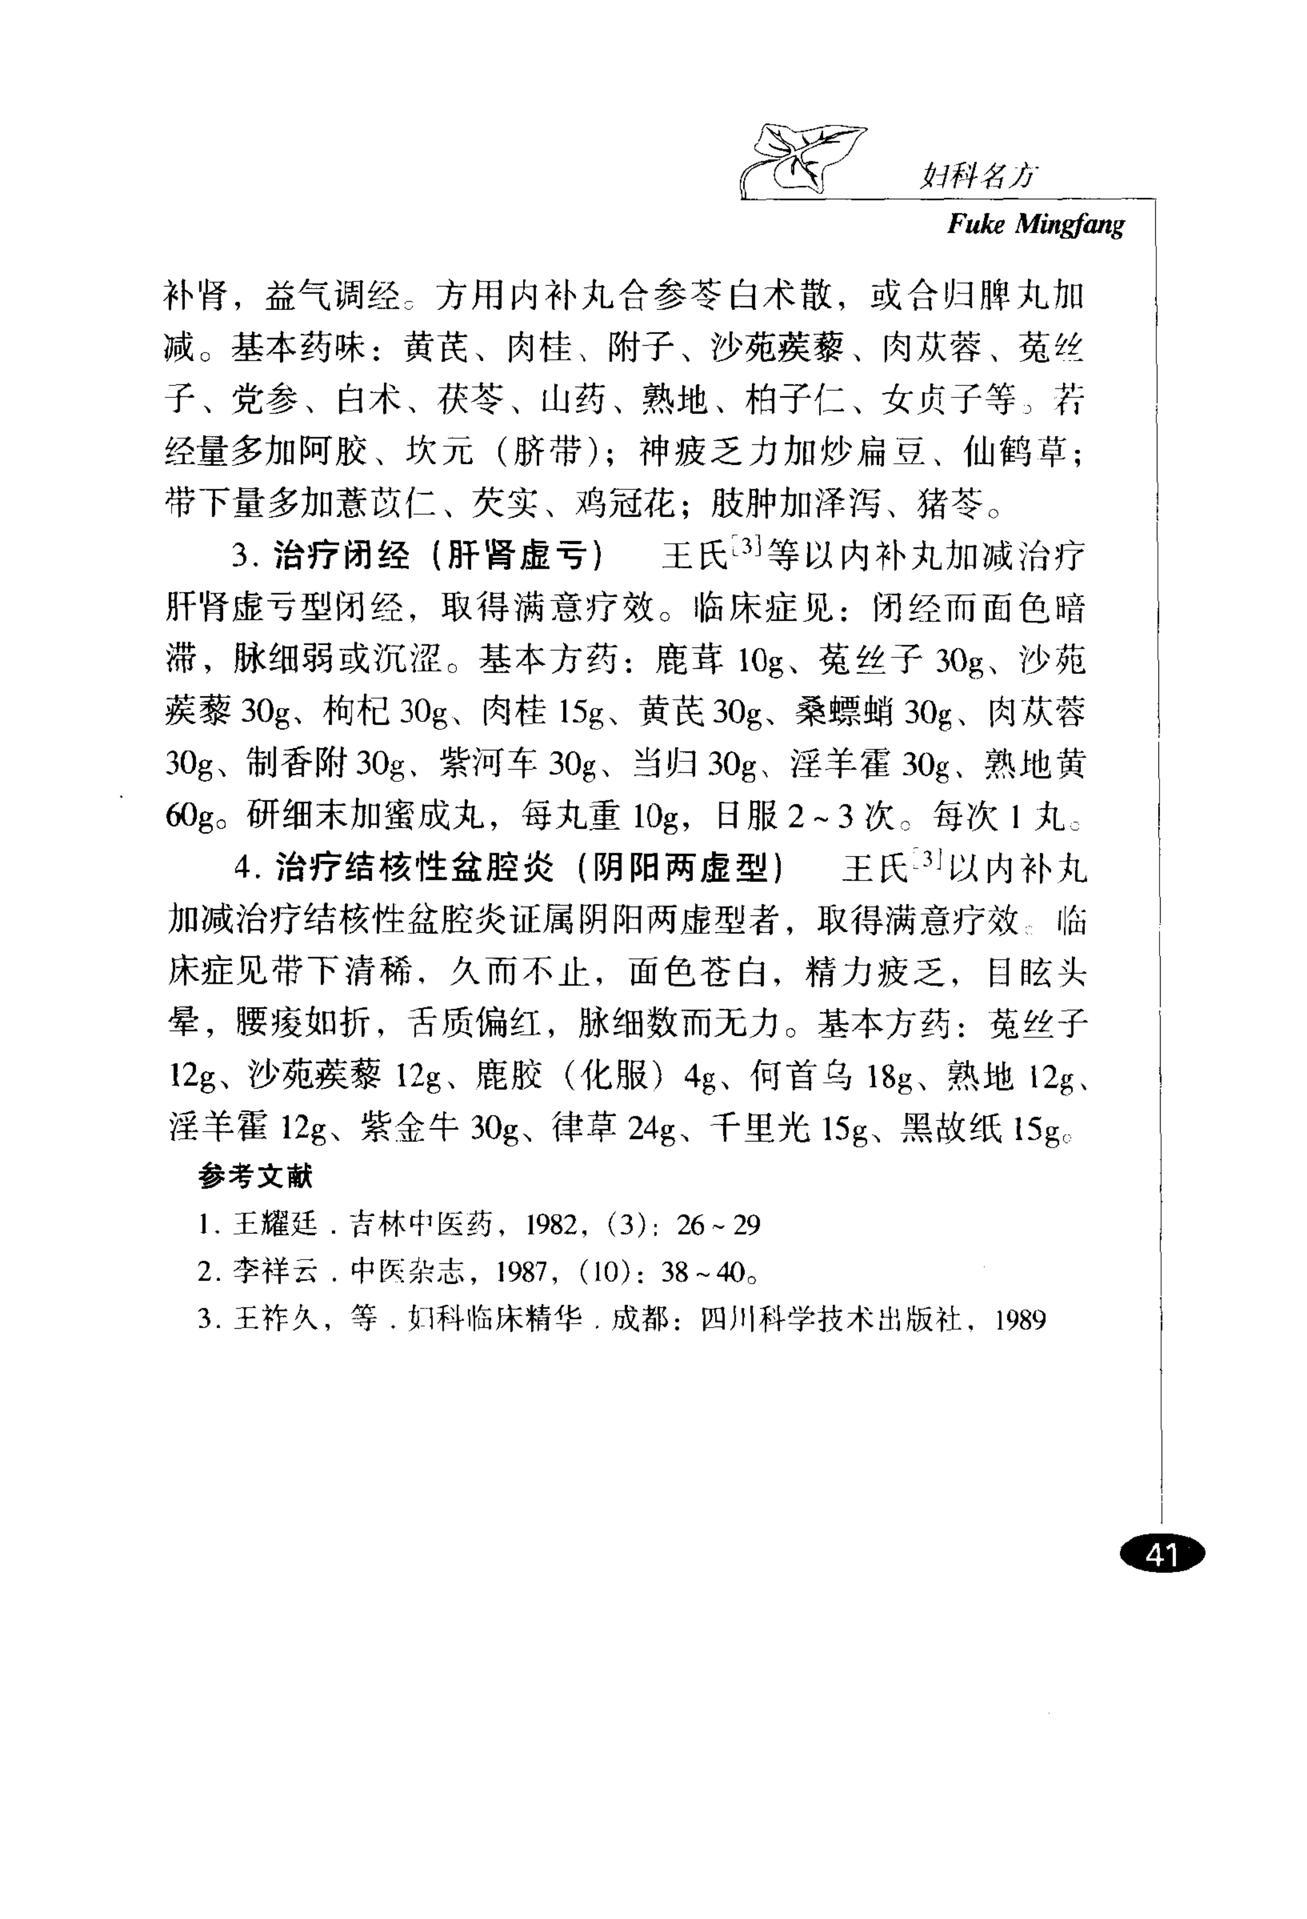 妇科名方
Fuke Mingfang
补肾，益气调经。方用内补丸合参苓白术散，或合归脾丸加
减。基本药味：黄芪、肉桂、附子、沙苑蒺藜、肉苁蓉、菟丝
子、党参、白术、茯苓、山药、熟地、柏子仁、女贞子等。若
经量多加阿胶、坎元（脐带）；神疲乏力加炒扁豆、仙鹤草；
带下量多加薏苡仁、芡实、鸡冠花；肢肿加泽泻、猪苓。
3. 治疗闭经（肝肾虚亏） 王氏[3]等以内补丸加减治疗
肝肾虚亏型闭经，取得满意疗效。临床症见：闭经而面色暗
滞，脉细弱或沉涩。基本方药：鹿茸 10g、菟丝子 30g、沙苑
蒺藜 30g、枸杞 30g、肉桂 15g、黄芪 30g、桑螵蛸 30g、肉苁蓉
30g、制香附 30g、紫河车 30g、当归 30g、淫羊霍 30g、熟地黄
60g。研细末加蜜成丸，每丸重 10g，日服 2～3 次。每次 1 丸。
4. 治疗结核性盆腔炎（阴阳两虚型） 王氏[3]以内补丸
加减治疗结核性盆腔炎证属阴阳两虚型者，取得满意疗效。临
床症见带下清稀，久而不止，面色苍白，精力疲乏，目眩头
晕，腰痠如折，舌质偏红，脉细数而无力。基本方药：菟丝子
12g、沙苑蒺藜 12g、鹿胶（化服）4g、何首乌 18g、熟地 12g、
淫羊霍 12g、紫金牛 30g、律草 24g、千里光 15g、黑故纸 15g。
参考文献
1. 王耀廷．吉林中医药，1982，（3）：26～29
2. 李祥云．中医杂志，1987，（10）：38～40。
3. 王祚久，等．妇科临床精华．成都：四川科学技术出版社，1989
41